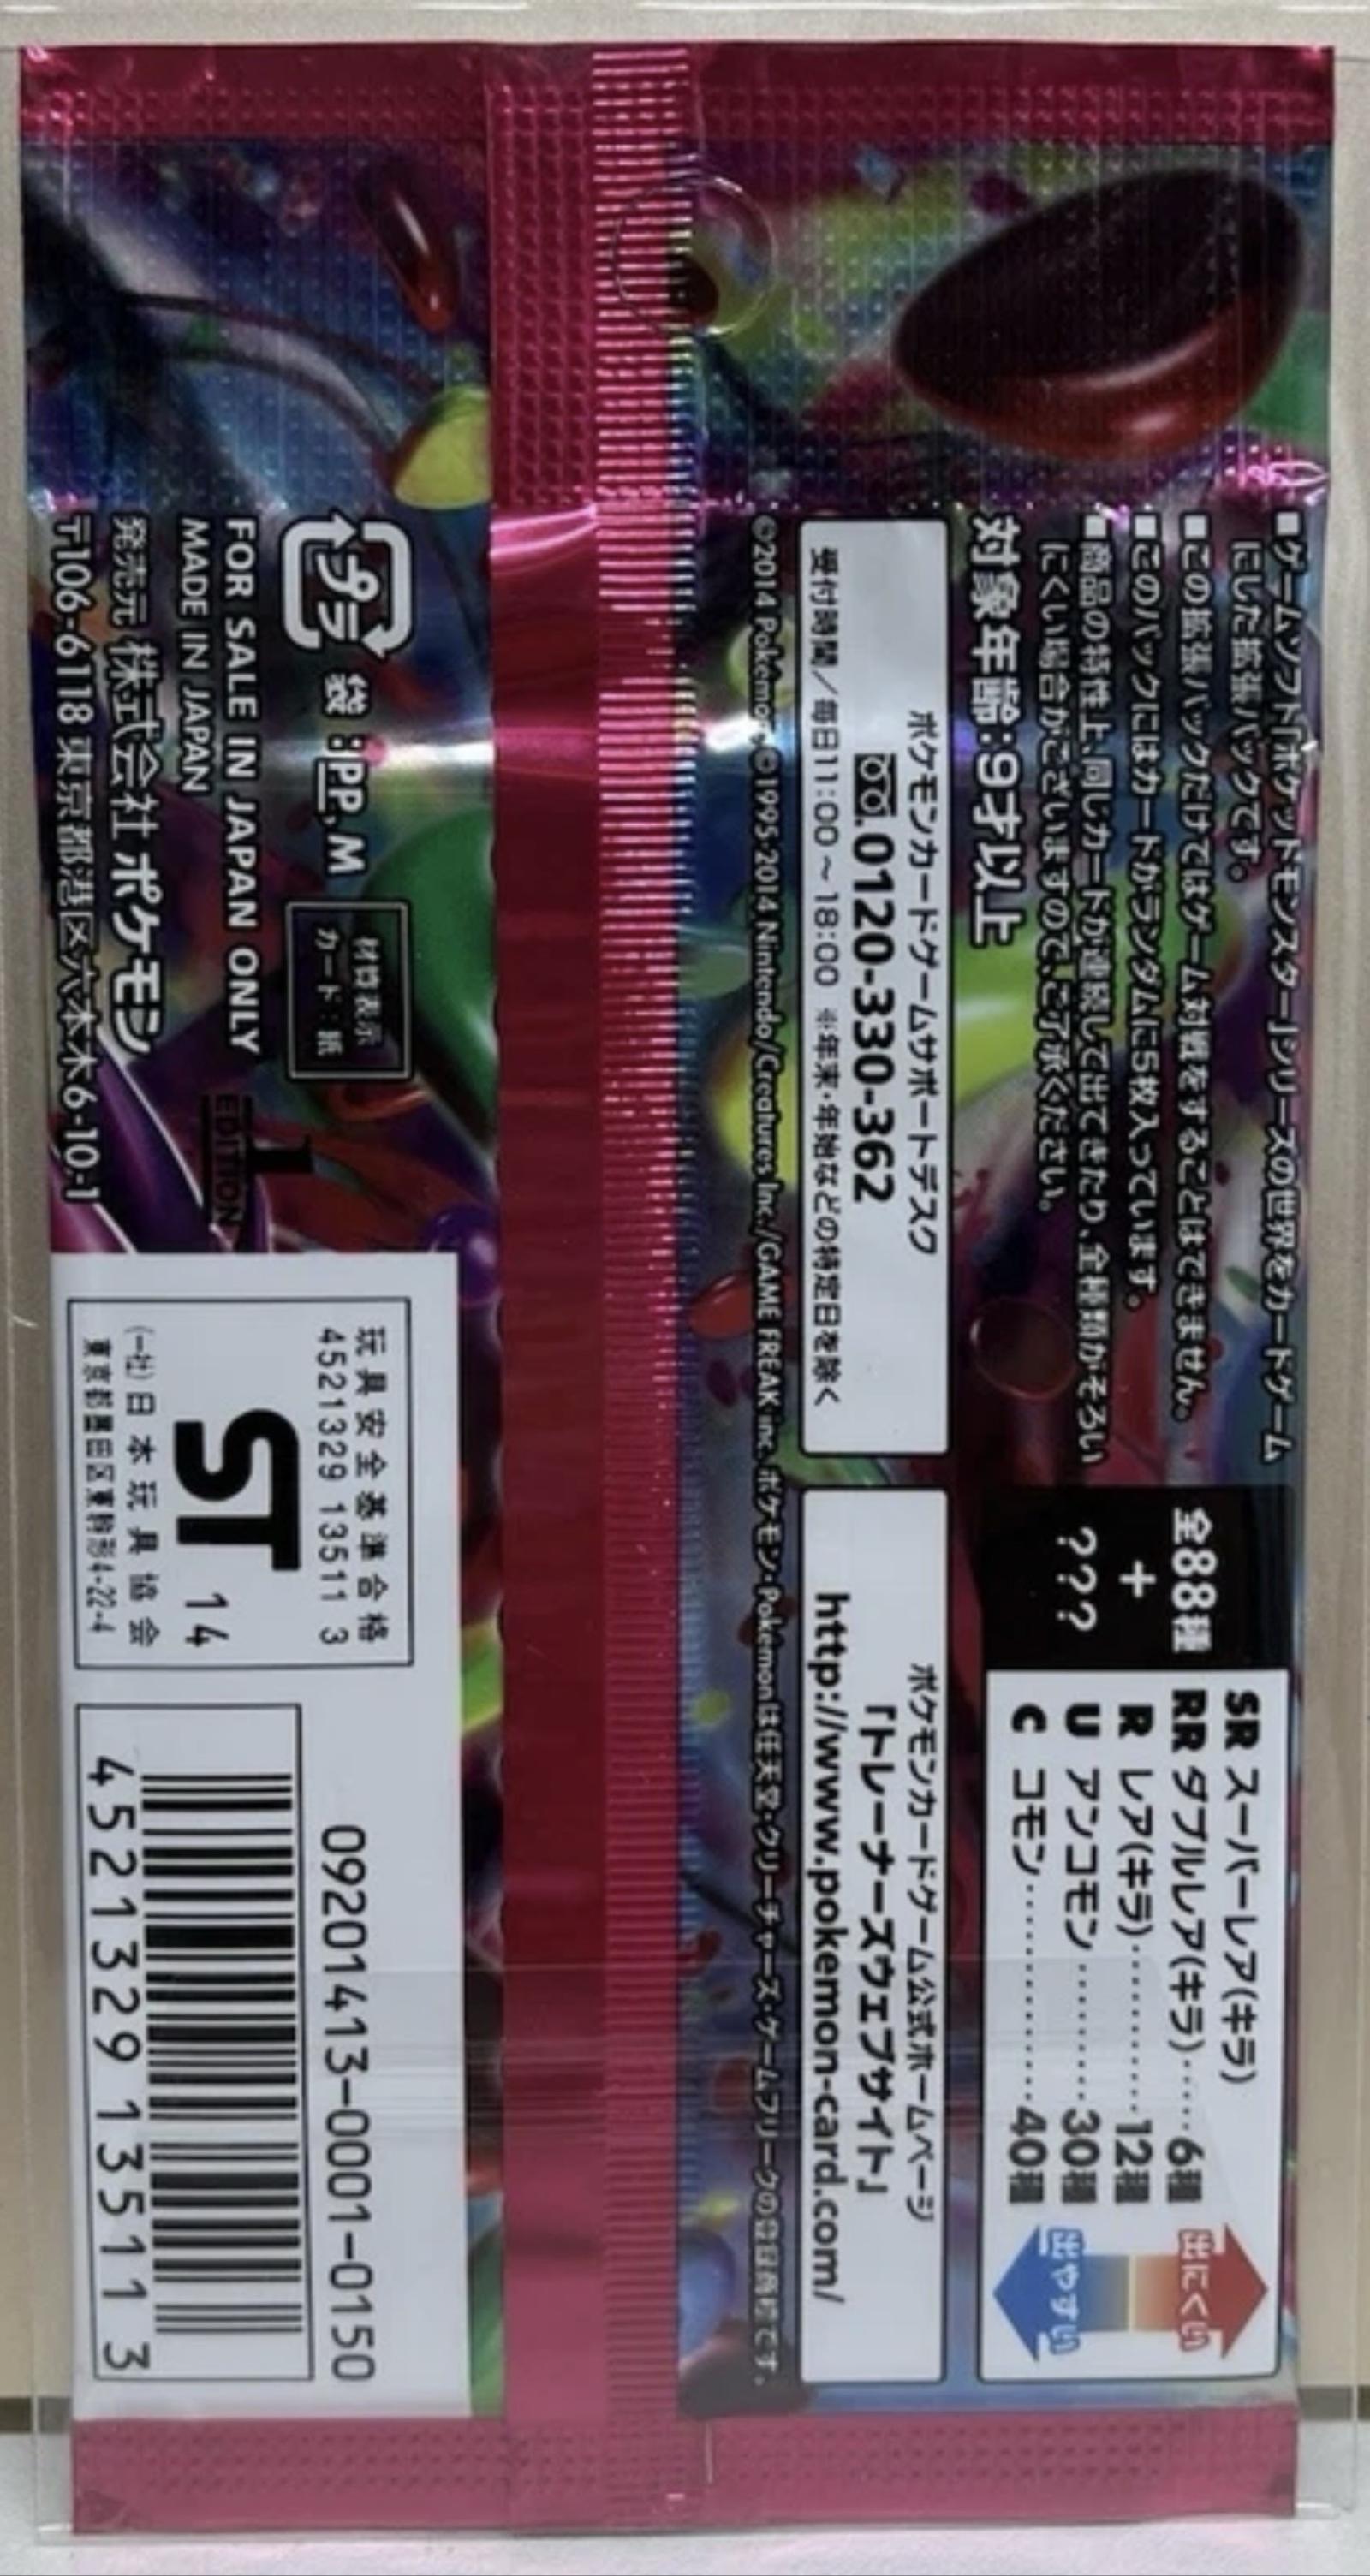 ■ゲームソフト「ポケットモンスター」シリーズの世界をカードゲーム
にした拡張パックです。
■この拡張パックだけではゲーム対戦をすることはできません。
■このパックにはカードがランダムに5枚入っています。
■商品の特性上、同じカードが連続して出てきたり、全種類がそろい
にくい場合がございますので、ご了承ください。
対象年齢:9才以上
ポケモンカードゲームサポートデスク
0120-330-362
受付時間/毎日11:00~18:00 ※年末・年始などの特定日を除く
©2014 Pokémon. ©1995-2014 Nintendo/Creatures Inc./GAME FREAK inc. ポケモン・Pokémonは任天堂・クリーチャーズ・ゲームフリークの登録商標です。
全88種
+
???
SR スーパーレア(キラ)
RR ダブルレア(キラ)‥‥6種
R レア(キラ)‥‥‥‥12種
U アンコモン‥‥‥‥30種
C コモン‥‥‥‥‥‥40種
出にくい
出やすい
ポケモンカードゲーム公式ホームページ
「トレーナーズウェブサイト」
http://www.pokemon-card.com/
プラ
袋:PP,M
材質表示
カード:紙
FOR SALE IN JAPAN ONLY
MADE IN JAPAN
1
EDITION
発売元 株式会社ポケモン
〒106-6118 東京都港区六本木6-10-1
玩具安全基準合格
4521329 13511 3
ST 14
(一社)日本玩具協会
東京都墨田区東駒形4-22-4
09201413-0001-0150
4521329135113